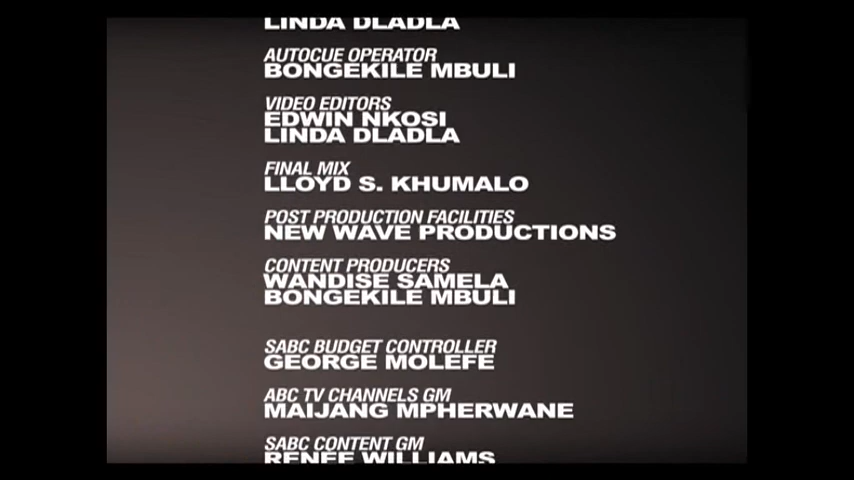 LINDA DLADLA
AUTOCUE OPERATOR
BONGEKILE MBULI
VIDEO EDITORS
EDWIN NKOSI
LINDA DLADLA
FINAL MIX
LLOYD S. KHUMALO
POST PRODUCTION FACILITIES
NEW WAVE PRODUCTIONS
CONTENT PRODUCERS
WANDISE SAMELA
BONGEKILE MBULI
SABC BUDGET CONTROLLER
GEORGE MOLEFE
ABC TV CHANNELS GM
MAIJANG MPHERWANE
SABC CONTENT GM
RENÉE WILLIAMS